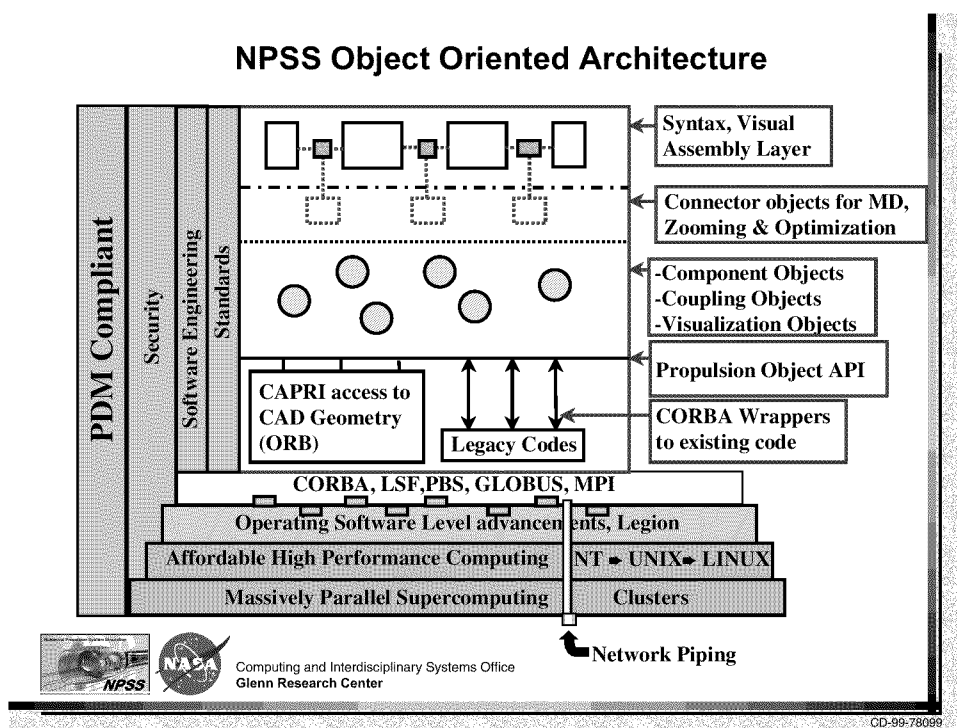 NPSS Object Oriented Architecture
PDM Compliant
Security
Software Engineering
Standards
Syntax, Visual
Assembly Layer
Connector objects for MD,
Zooming & Optimization
-Component Objects
-Coupling Objects
-Visualization Objects
Propulsion Object API
CAPRI access to
CAD Geometry
(ORB)
Legacy Codes
CORBA Wrappers
to existing code
CORBA, LSF,PBS, GLOBUS, MPI
Operating Software Level advancements, Legion
Affordable High Performance Computing NT UNIX LINUX
Massively Parallel Supercomputing Clusters
Network Piping
NPSS
NASA
Computing and Interdisciplinary Systems Office
Glenn Research Center
CD-99-78099